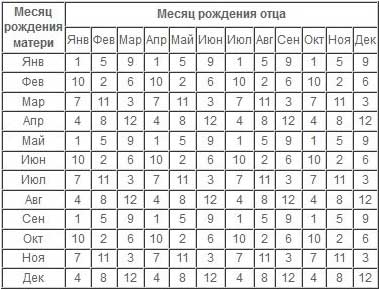 Месяц рождения матери Месяц рождения отца
Янв Фев Мар Апр Май Июн Июл Авг Сен Окт Ноя Дек
Янв 1 5 9 1 5 9 1 5 9 1 5 9
Фев 10 2 6 10 2 6 10 2 6 10 2 6
Мар 7 11 3 7 11 3 7 11 3 7 11 3
Апр 4 8 12 4 8 12 4 8 12 4 8 12
Май 1 5 9 1 5 9 1 5 9 1 5 9
Июн 10 2 6 10 2 6 10 2 6 10 2 6
Июл 7 11 3 7 11 3 7 11 3 7 11 3
Авг 4 8 12 4 8 12 4 8 12 4 8 12
Сен 1 5 9 1 5 9 1 5 9 1 5 9
Окт 10 2 6 10 2 6 10 2 6 10 2 6
Ноя 7 11 3 7 11 3 7 11 3 7 11 3
Дек 4 8 12 4 8 12 4 8 12 4 8 12